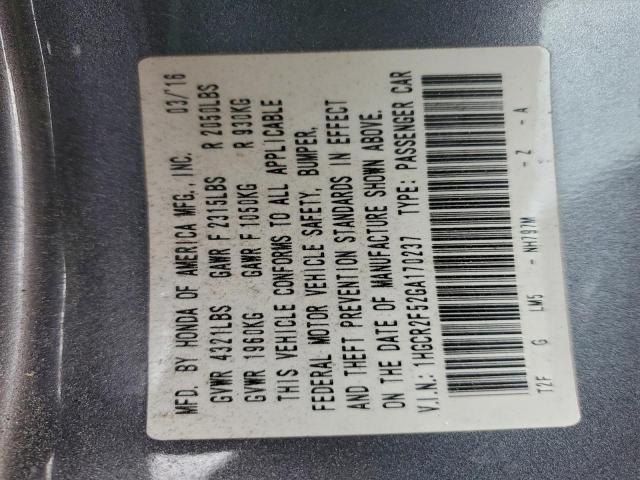 MFD. BY HONDA OF AMERICA MFG., INC. 03/'16
GVWR 4321LBS GAWR F 2315LBS R 2050LBS
GVWR 1960KG GAWR F 1050KG R 930KG
THIS VEHICLE CONFORMS TO ALL APPLICABLE
FEDERAL MOTOR VEHICLE SAFETY, BUMPER,
AND THEFT PREVENTION STANDARDS IN EFFECT
ON THE DATE OF MANUFACTURE SHOWN ABOVE.
V.I.N.: 1HGCR2F52GA170237 TYPE: PASSENGER CAR
T2F G LM5 - NH797M - Z - A